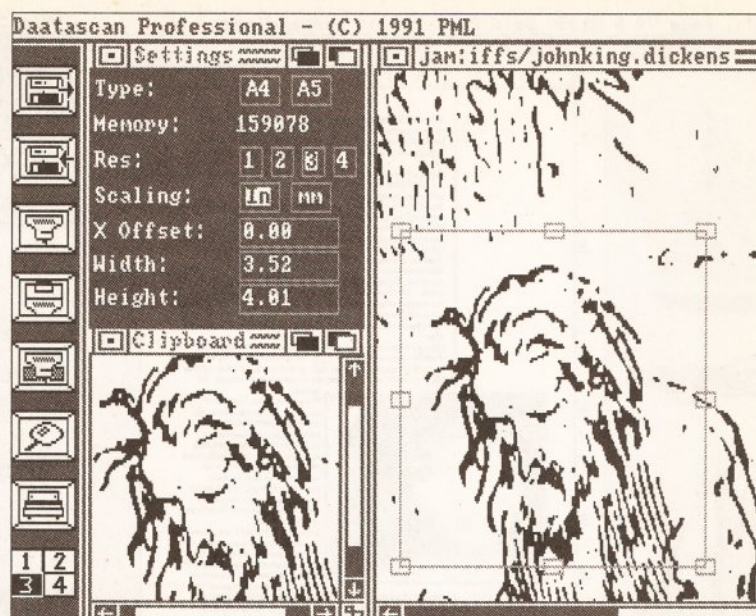 Daatascan Professional - (C) 1991 PML
Settings
Type: A4 A5
Memory: 159078
Res: 1 2 3 4
Scaling: in mm
X Offset: 0.00
Width: 3.52
Height: 4.01
Clipboard
1 2
3 4
jam:iffs/johnking.dickens